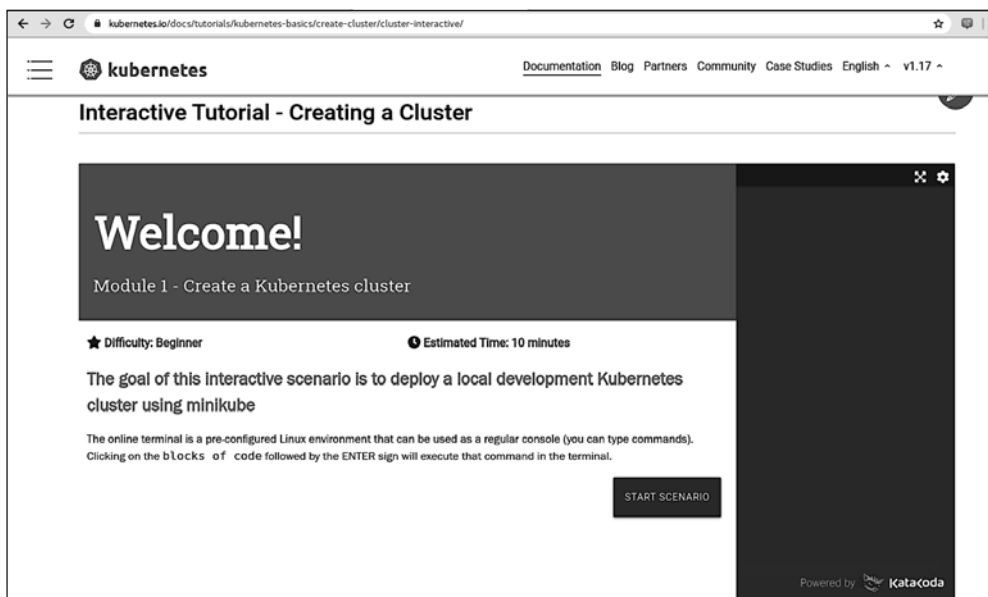 kubernetes.io/docs/tutorials/kubernetes-basics/create-cluster/cluster-interactive/
kubernetes
Documentation Blog Partners Community Case Studies English v1.17
Interactive Tutorial - Creating a Cluster
Welcome!
Module 1 - Create a Kubernetes cluster
Difficulty: Beginner
Estimated Time: 10 minutes
The goal of this interactive scenario is to deploy a local development Kubernetes
cluster using minikube
The online terminal is a pre-configured Linux environment that can be used as a regular console (you can type commands).
Clicking on the blocks of code followed by the ENTER sign will execute that command in the terminal.
START SCENARIO
Powered by Katacoda